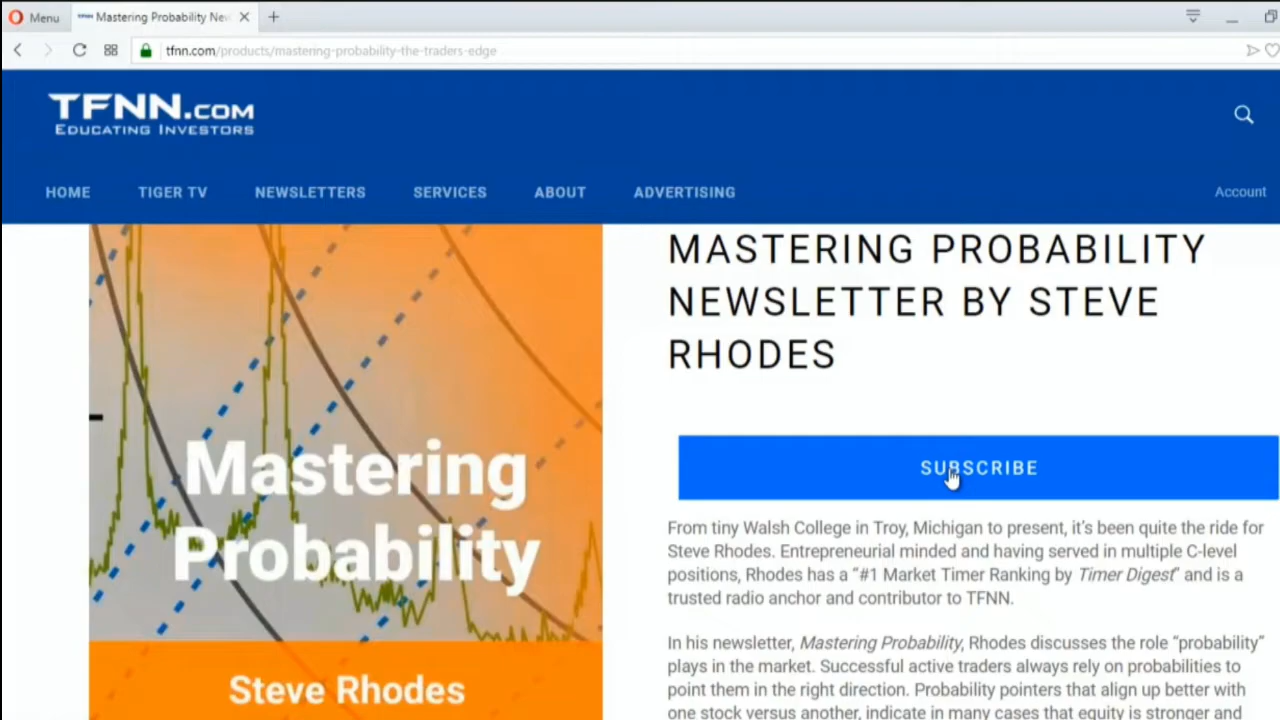 Menu
Mastering Probability New
tfnn.com/products/mastering-probability-the-traders-edge
TFNN.COM
EDUCATING INVESTORS
HOME TIGER TV NEWSLETTERS SERVICES ABOUT ADVERTISING
Account
Mastering
Probability
Steve Rhodes
MASTERING PROBABILITY
NEWSLETTER BY STEVE
RHODES
SUBSCRIBE
From tiny Walsh College in Troy, Michigan to present, it's been quite the ride for
Steve Rhodes. Entrepreneurial minded and having served in multiple C-level
positions, Rhodes has a “#1 Market Timer Ranking by Timer Digest” and is a
trusted radio anchor and contributor to TFNN.
In his newsletter, Mastering Probability, Rhodes discusses the role “probability”
plays in the market. Successful active traders always rely on probabilities to
point them in the right direction. Probability pointers that align up better with
one stock versus another, indicate in many cases that equity is stronger and